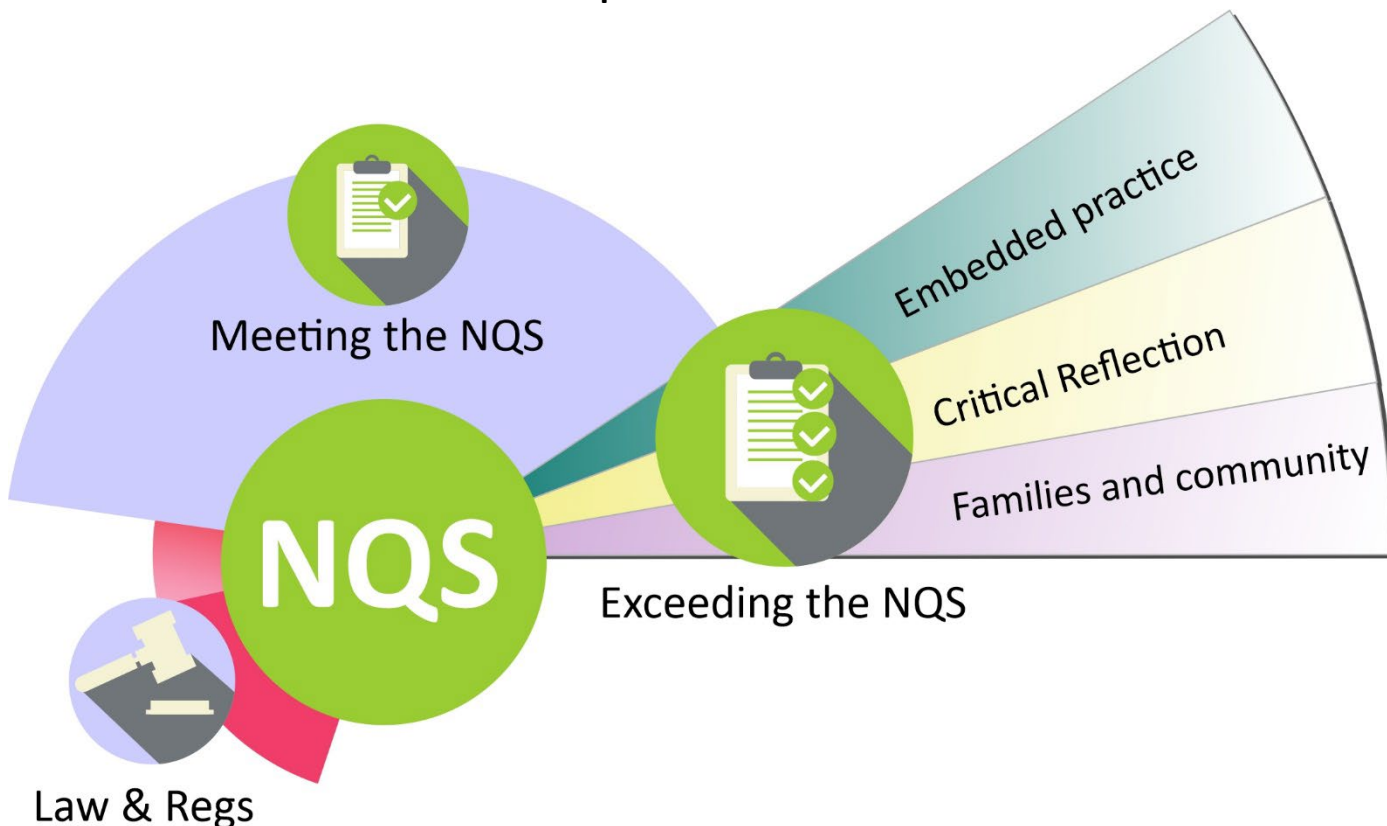 Meeting the NQS
Embedded practice
Critical Reflection
Families and community
NQS
Exceeding the NQS
Law & Regs